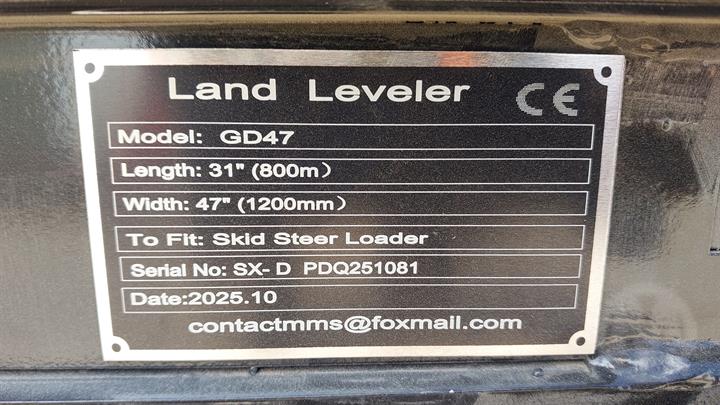 Land Leveler CE
Model: GD47
Length: 31" (800m)
Width: 47" (1200mm)
To Fit: Skid Steer Loader
Serial No: SX- D PDQ251081
Date:2025.10
contactmms@foxmail.com